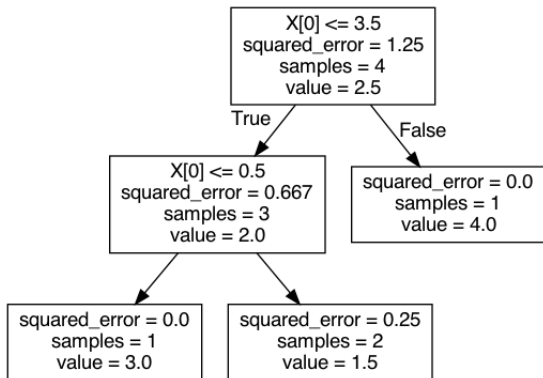 X[0] <= 3.5
squared_error = 1.25
samples = 4
value = 2.5
True
False
X[0] <= 0.5
squared_error = 0.667
samples = 3
value = 2.0
squared_error = 0.0
samples = 1
value = 4.0
squared_error = 0.0
samples = 1
value = 3.0
squared_error = 0.25
samples = 2
value = 1.5